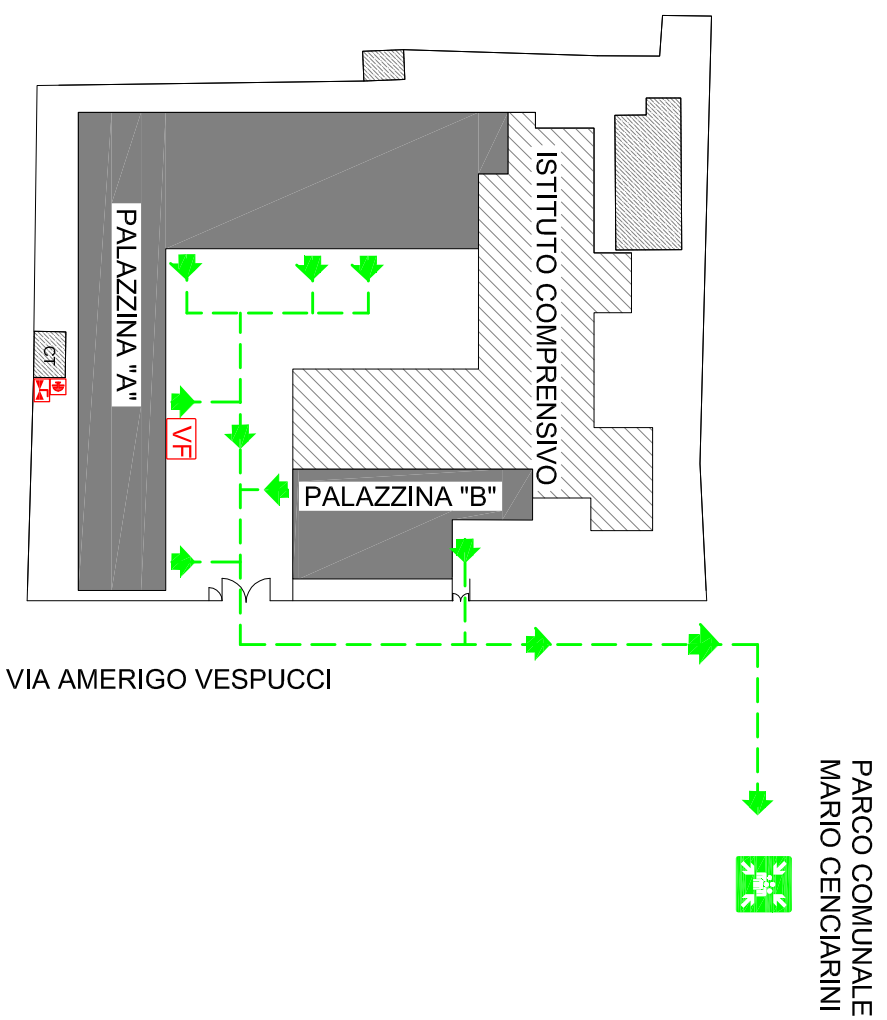 ISTITUTO COMPRENSIVO
PALAZZINA "A"
CT
VF
PALAZZINA "B"
VIA AMERIGO VESPUCCI
PARCO COMUNALE
MARIO CENCIARINI